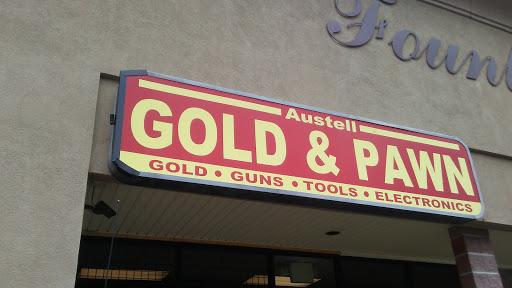 Austell
GOLD & PAWN
GOLD • GUNS • TOOLS • ELECTRONICS